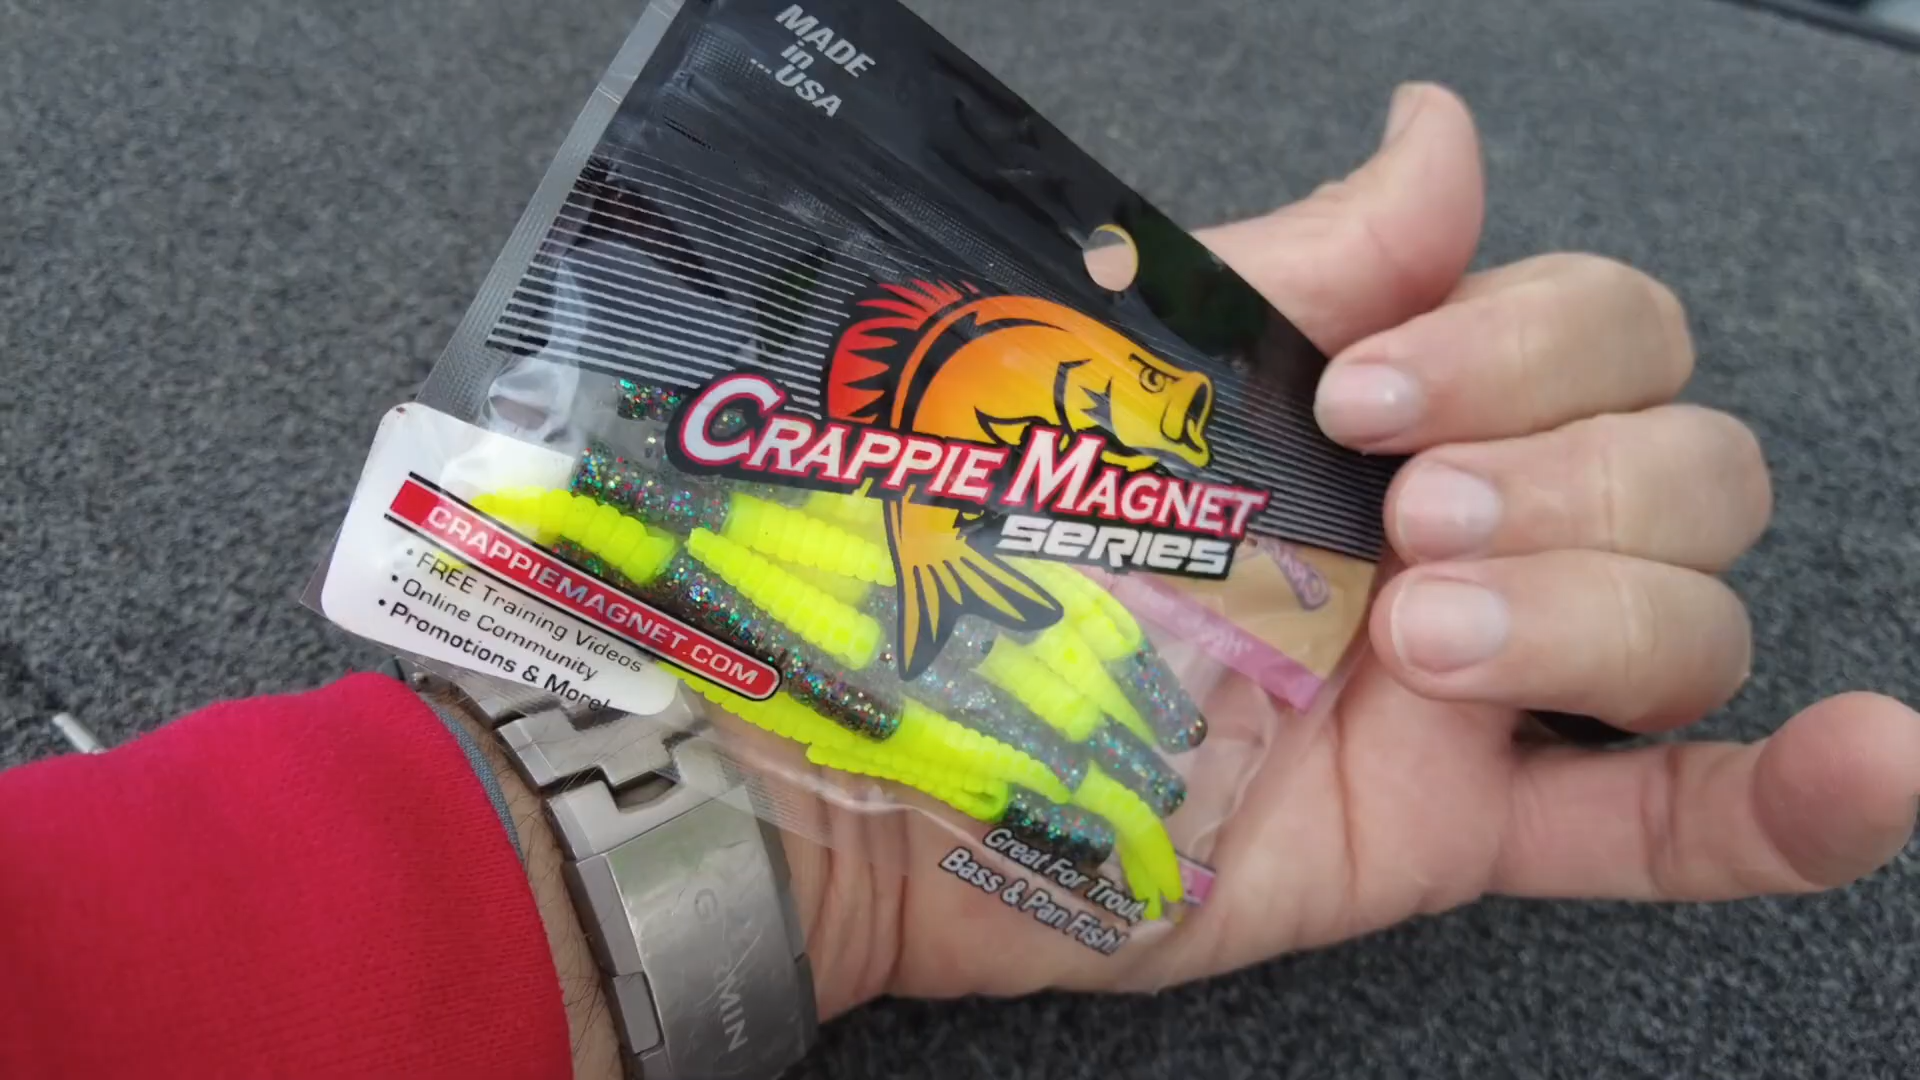 MADE
in
...USA
CRAPPIE MAGNET
SERIES
CRAPPIEMAGNET.COM
• FREE Training Videos
• Online Community
• Promotions & More!
Great For Trout,
Bass & Pan Fish!
GARMIN